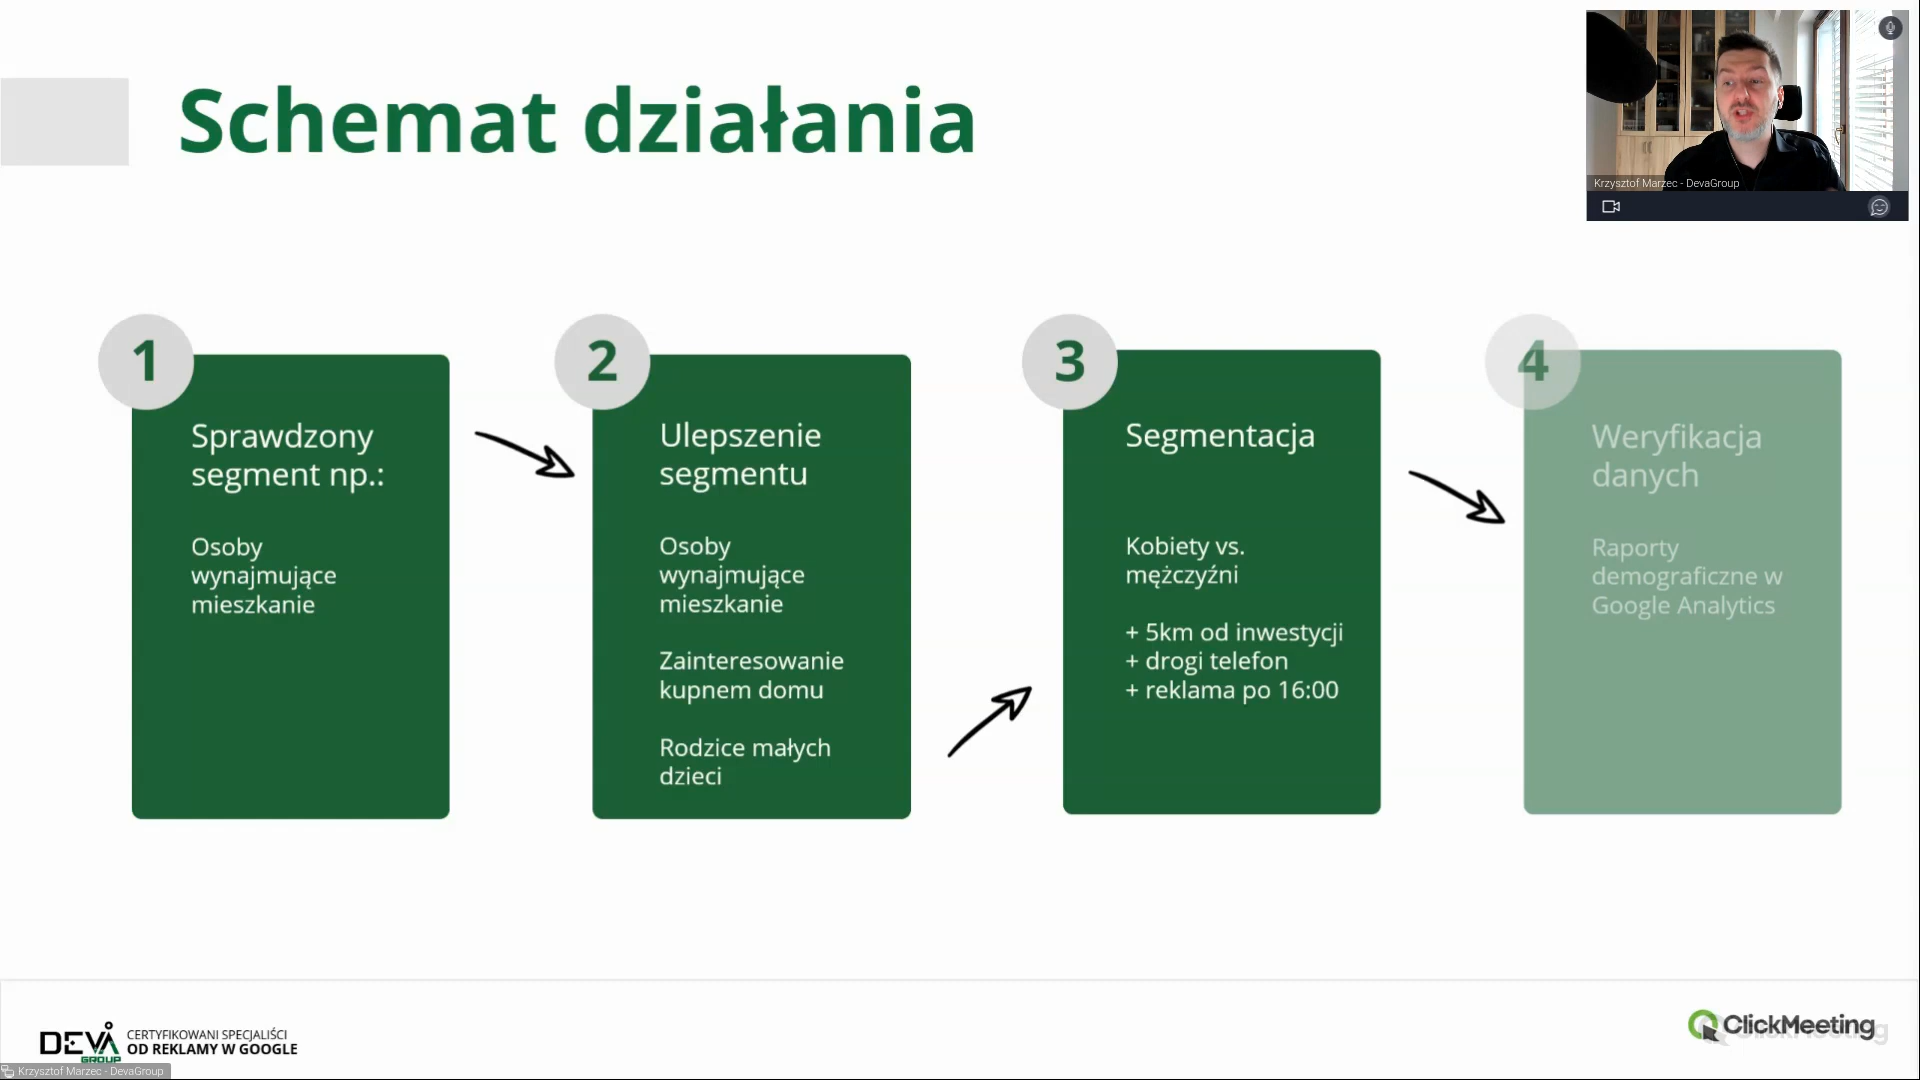 Schemat działania
Krzysztof Marzec - DevaGroup
1
Sprawdzony
segment np.:
Osoby
wynajmujące
mieszkanie
2
Ulepszenie
segmentu
Osoby
wynajmujące
mieszkanie
Zainteresowanie
kupnem domu
Rodzice małych
dzieci
3
Segmentacja
Kobiety vs.
mężczyźni
+ 5km od inwestycji
+ drogi telefon
+ reklama po 16:00
4
Weryfikacja
danych
Raporty
demograficzne w
Google Analytics
DEVA
GROUP
CERTYFIKOWANI SPECJALIŚCI
OD REKLAMY W GOOGLE
Krzysztof Marzec - DevaGroup
ClickMeeting